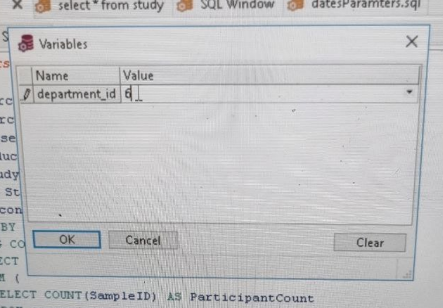 select * from study
SQL Window
datesParamters.sql
Variables
Name Value
department_id 6
OK
Cancel
Clear
BY
ELECT COUNT(SampleID) AS ParticipantCount